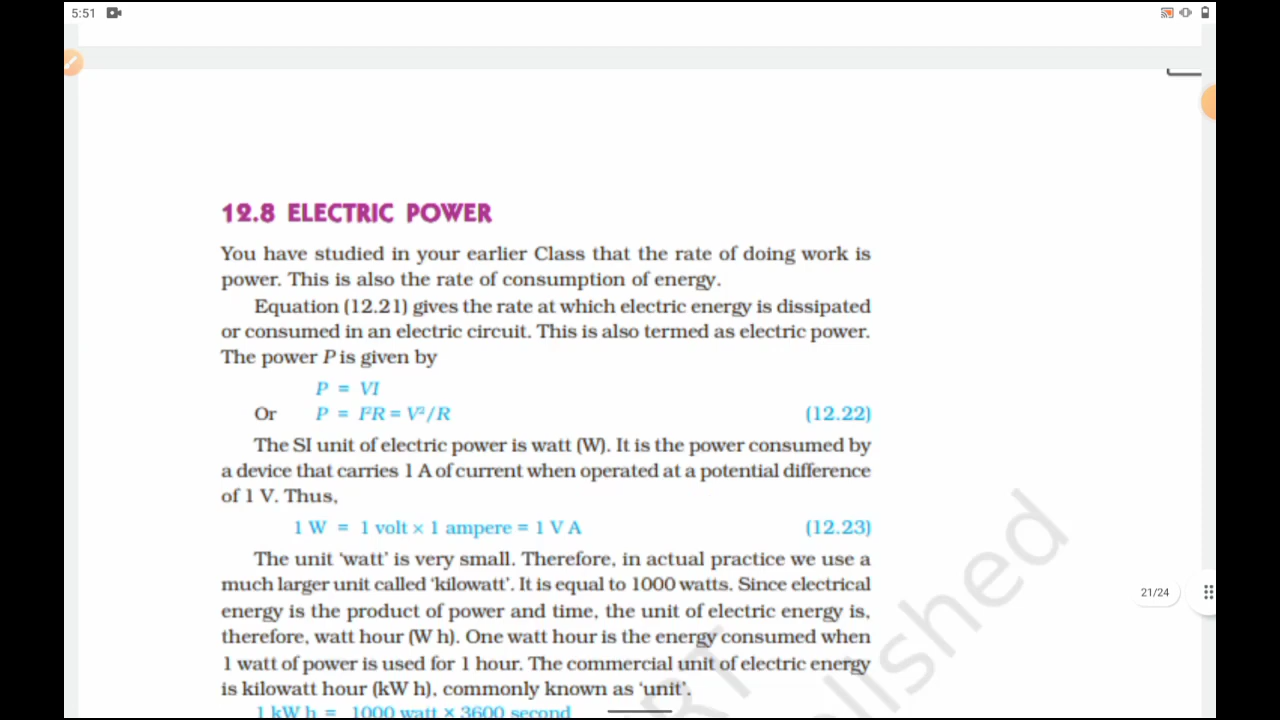 5:51
12.8 ELECTRIC POWER
You have studied in your earlier Class that the rate of doing work is
power. This is also the rate of consumption of energy.
Equation (12.21) gives the rate at which electric energy is dissipated
or consumed in an electric circuit. This is also termed as electric power.
The power P is given by
P = VI
Or P = I²R = V²/R (12.22)
The SI unit of electric power is watt (W). It is the power consumed by
a device that carries 1 A of current when operated at a potential difference
of 1 V. Thus,
1 W = 1 volt × 1 ampere = 1 V A (12.23)
The unit ‘watt’ is very small. Therefore, in actual practice we use a
much larger unit called ‘kilowatt’. It is equal to 1000 watts. Since electrical
energy is the product of power and time, the unit of electric energy is,
21/24
therefore, watt hour (W h). One watt hour is the energy consumed when
1 watt of power is used for 1 hour. The commercial unit of electric energy
is kilowatt hour (kW h), commonly known as ‘unit’.
1 kW h = 1000 watt × 3600 second